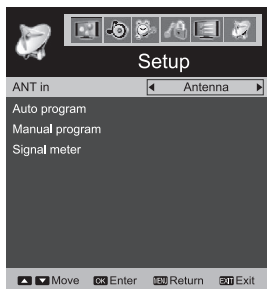 Setup
ANT in Antenna
Auto program
Manual program
Signal meter
Move OK Enter MENU Return EXIT Exit